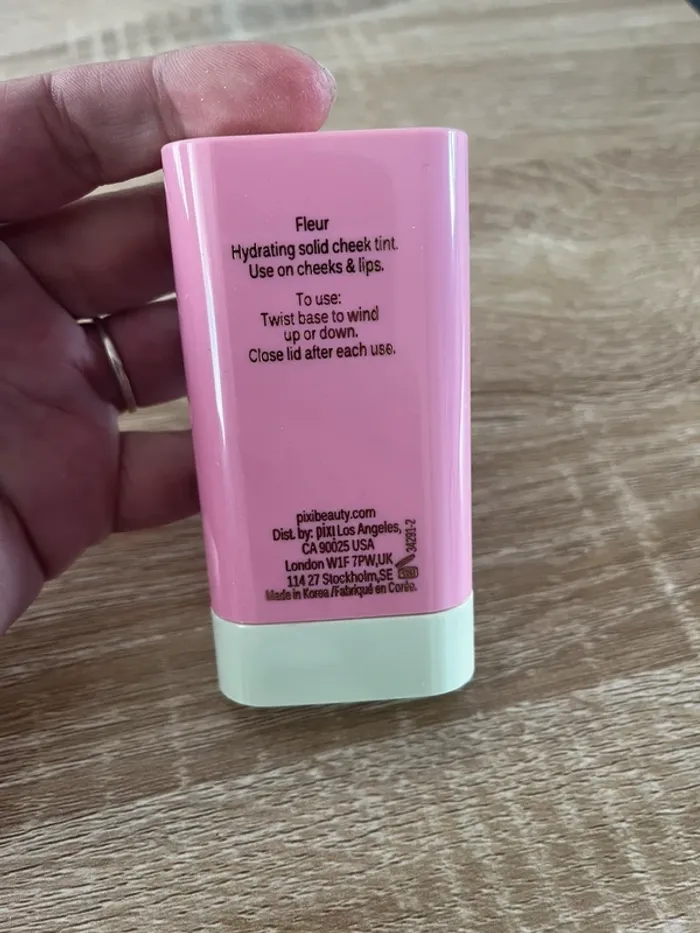 Fleur
Hydrating solid cheek tint.
Use on cheeks & lips.
To use:
Twist base to wind
up or down.
Close lid after each use.
pixibeauty.com
Dist. by: pixi Los Angeles,
CA 90025 USA
London W1F 7PW,UK
114 27 Stockholm,SE
Made in Korea /Fabriqué en Corée.
34291-2